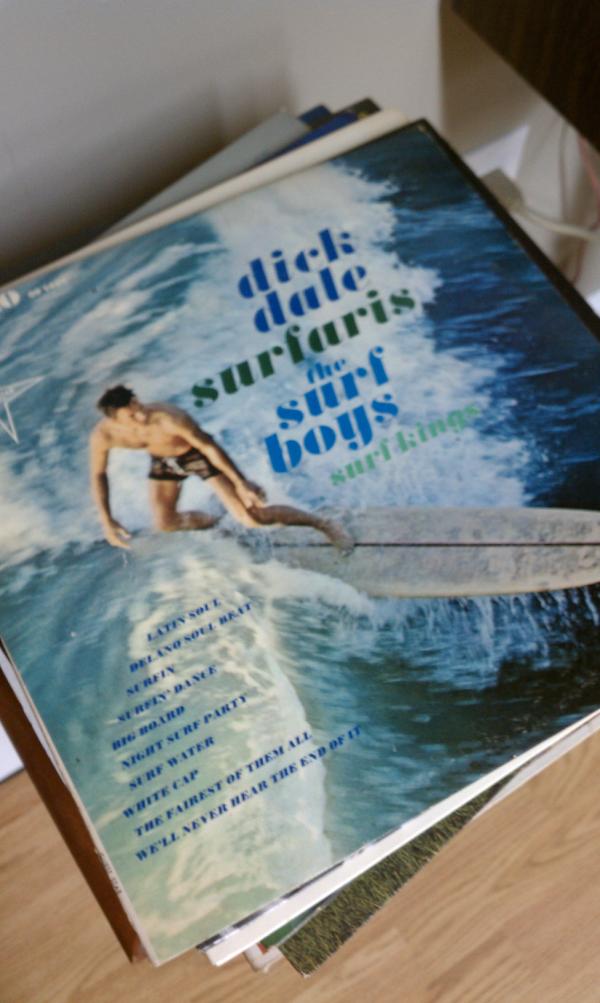 dick
dale
surfaris
the
surf
boys
surf kings
LATIN SOUL
DELANO SOUL BEAT
SURFIN
SURFIN' DANCE
BIG BOARD
NIGHT SURF PARTY
SURF WATER
WHITE CAP
THE FAIREST OF THEM ALL
WE'LL NEVER HEAR THE END OF IT